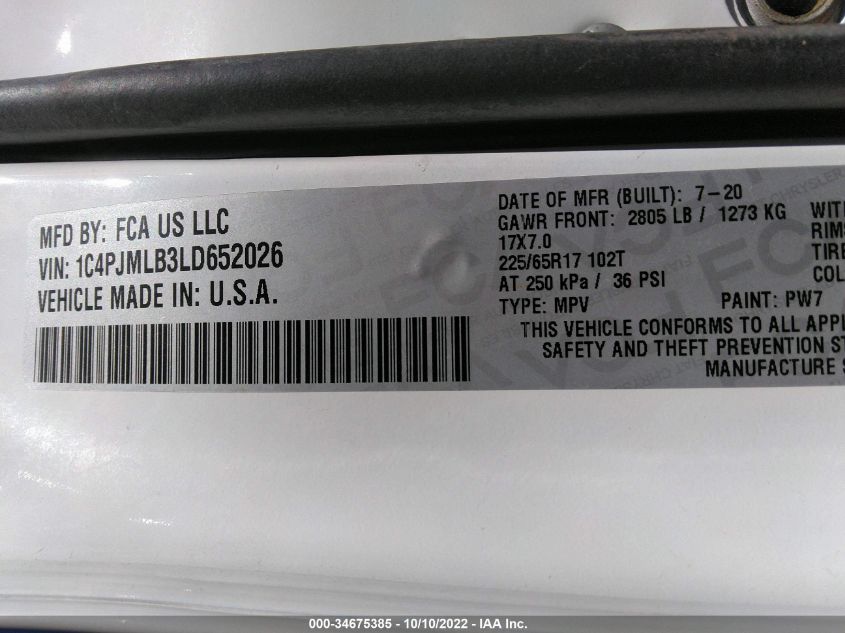 MFD BY: FCA US LLC
VIN: 1C4PJMLB3LD652026
VEHICLE MADE IN: U.S.A.
DATE OF MFR (BUILT): 7-20
GAWR FRONT: 2805 LB / 1273 KG
17X7.0
225/65R17 102T
AT 250 kPa / 36 PSI
TYPE: MPV PAINT: PW7
THIS VEHICLE CONFORMS TO ALL
SAFETY AND THEFT PREVENTION
MANUFACTURE
000-34675385 - 10/10/2022 - IAA Inc.